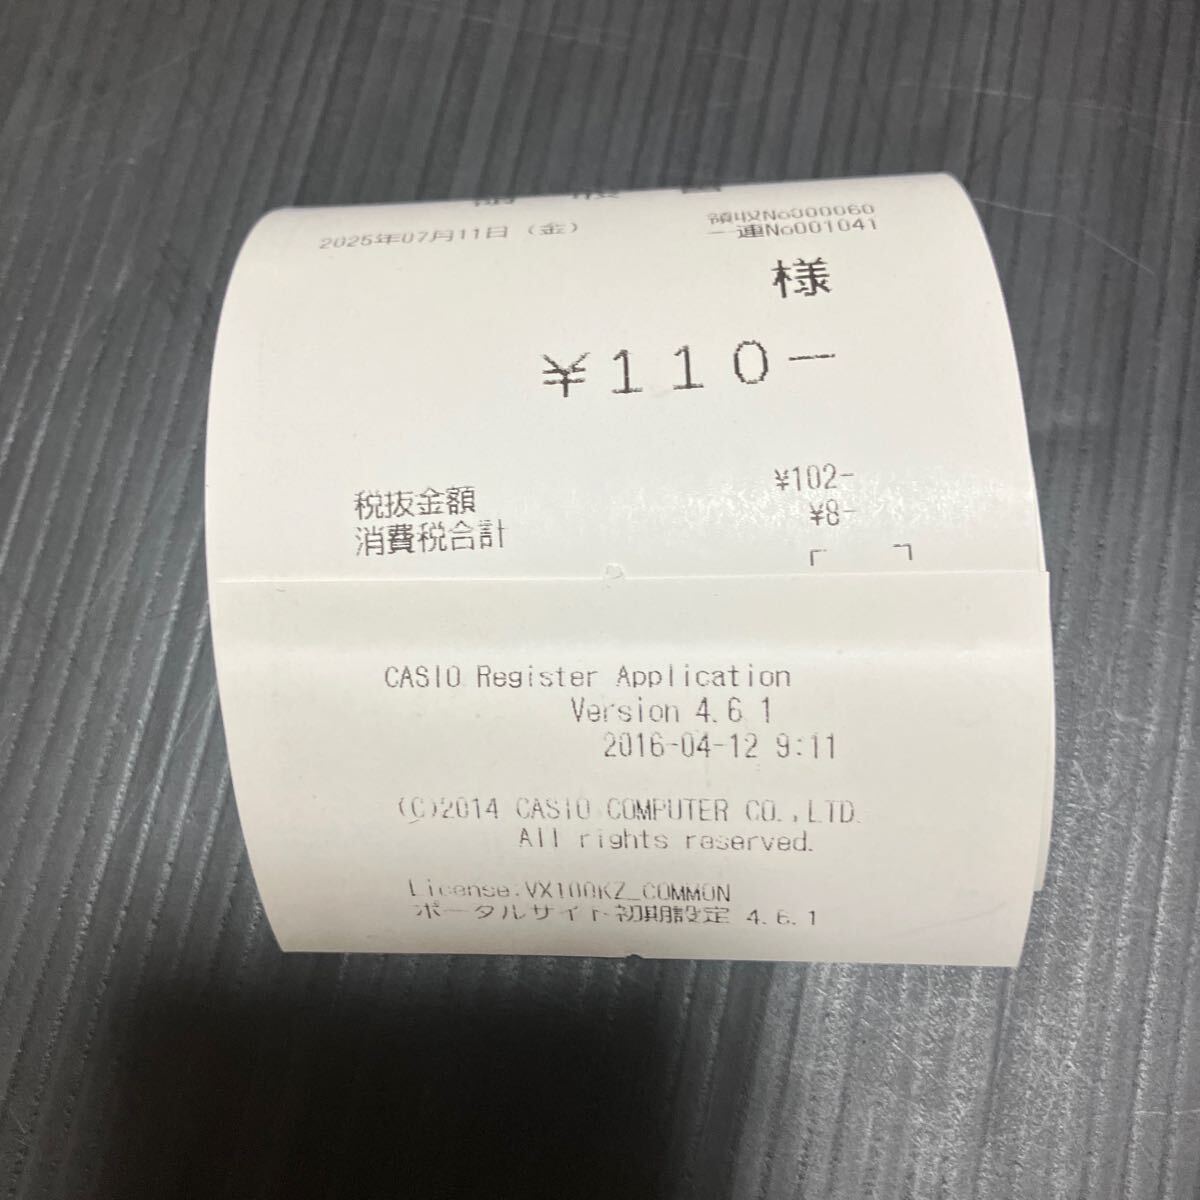 2025年07月11日（金）
領収No000060
一連No001041
様
¥110-
税抜金額 ¥102-
消費税合計 ¥8-
CASIO Register Application
Version 4.6.1
2016-04-12 9:11
(C)2014 CASIO COMPUTER CO.,LTD.
All rights reserved.
License:VX100KZ_COMMON
ポータルサイト初期設定 4.6.1